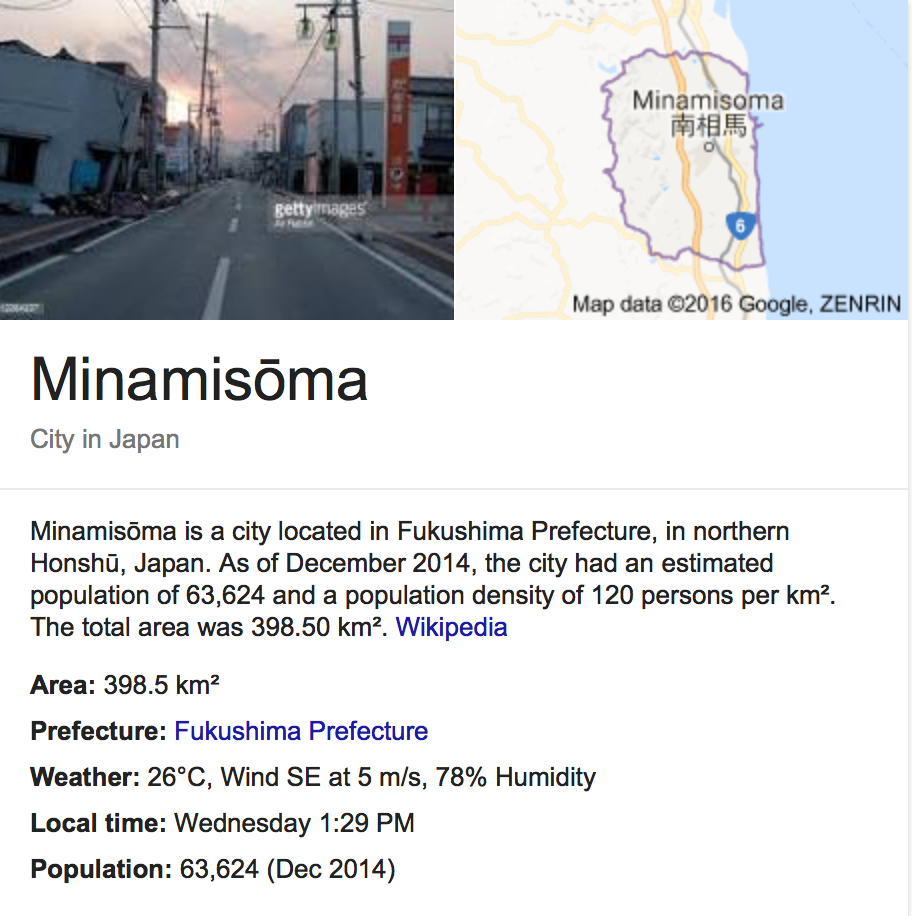 gettyimages
Minamisoma
南相馬
6
Map data ©2016 Google, ZENRIN
Minamisōma
City in Japan
Minamisōma is a city located in Fukushima Prefecture, in northern
Honshū, Japan. As of December 2014, the city had an estimated
population of 63,624 and a population density of 120 persons per km².
The total area was 398.50 km². Wikipedia
Area: 398.5 km²
Prefecture: Fukushima Prefecture
Weather: 26°C, Wind SE at 5 m/s, 78% Humidity
Local time: Wednesday 1:29 PM
Population: 63,624 (Dec 2014)